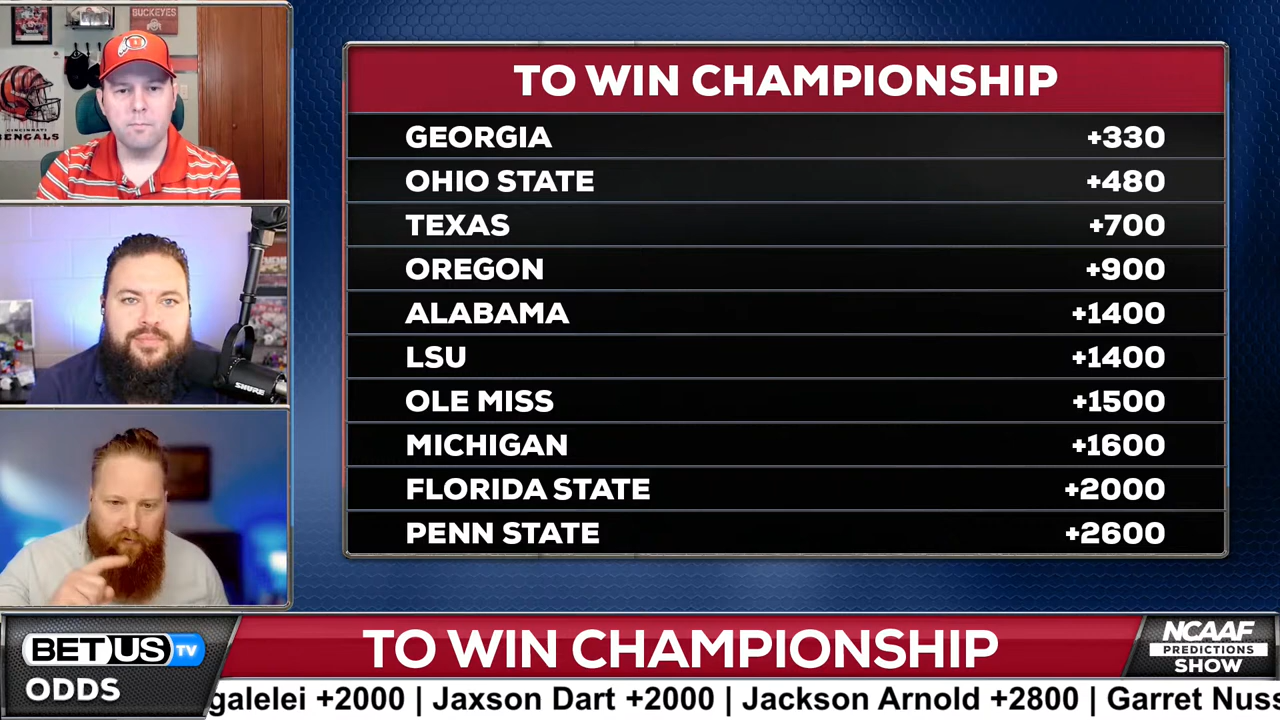 BUCKEYES
CINCINNATI
BENGALS
SHURE
TO WIN CHAMPIONSHIP
GEORGIA +330
OHIO STATE +480
TEXAS +700
OREGON +900
ALABAMA +1400
LSU +1400
OLE MISS +1500
MICHIGAN +1600
FLORIDA STATE +2000
PENN STATE +2600
BETUS TV
ODDS
TO WIN CHAMPIONSHIP
NCAAF
PREDICTIONS
SHOW
galelei +2000 | Jaxson Dart +2000 | Jackson Arnold +2800 | Garret Nuss